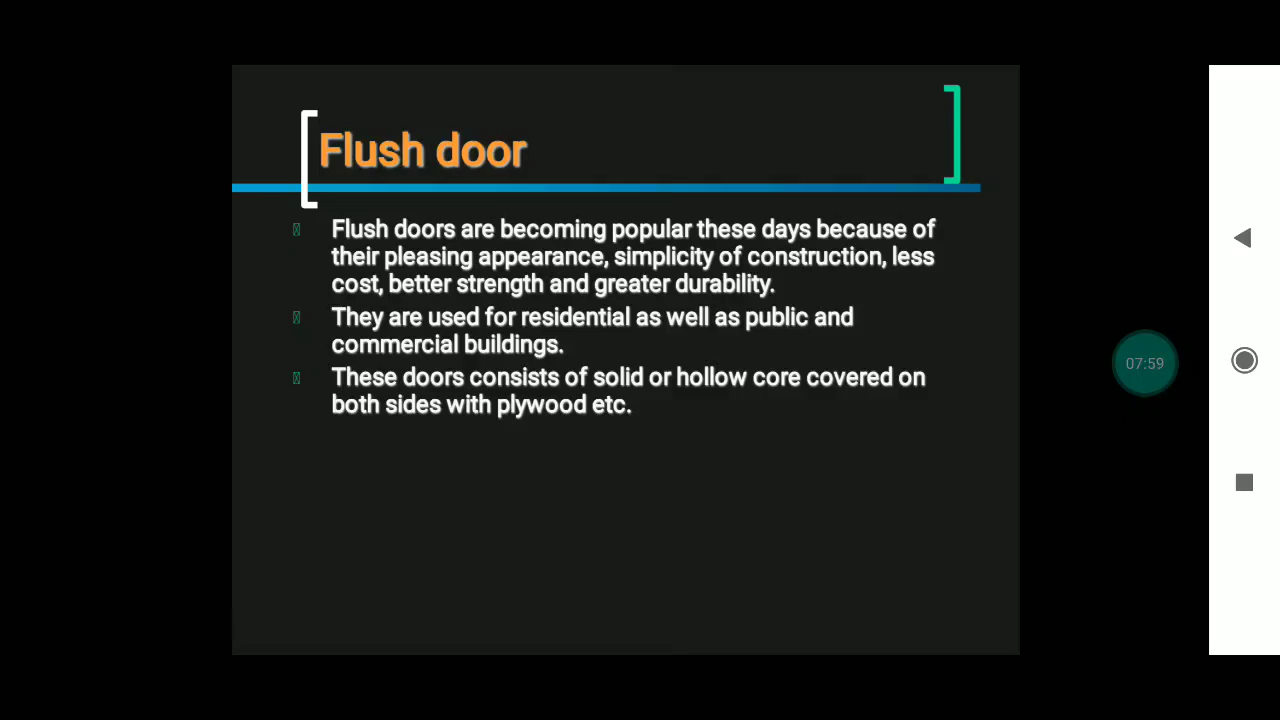 Flush door
Flush doors are becoming popular these days because of
their pleasing appearance, simplicity of construction, less
cost, better strength and greater durability.
They are used for residential as well as public and
commercial buildings.
These doors consists of solid or hollow core covered on
both sides with plywood etc.
07:59